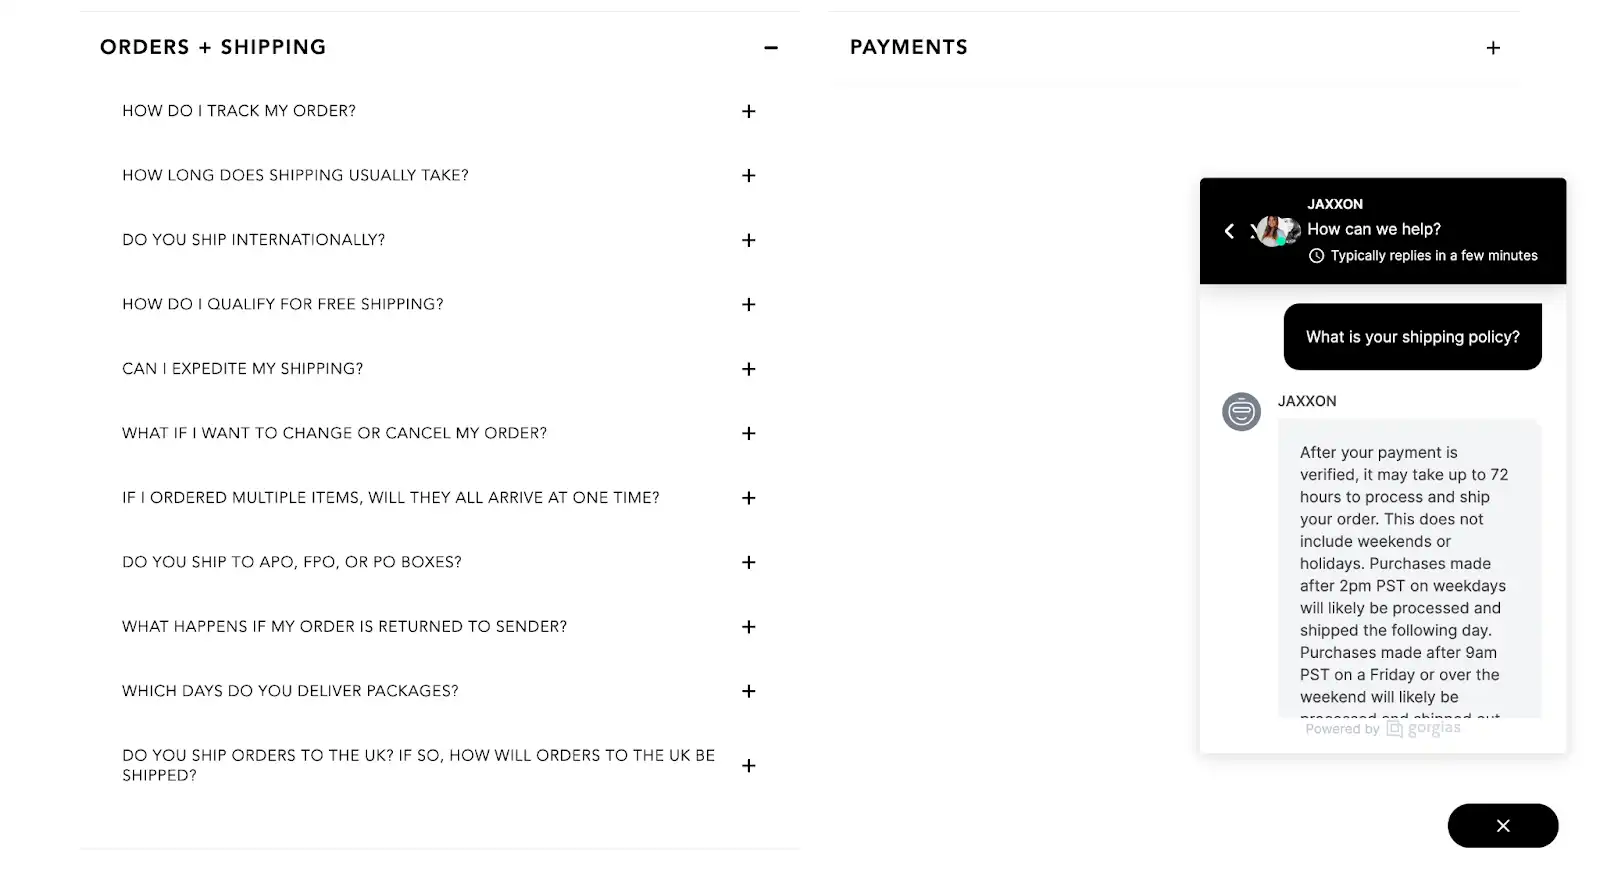 ORDERS + SHIPPING
HOW DO I TRACK MY ORDER?
HOW LONG DOES SHIPPING USUALLY TAKE?
DO YOU SHIP INTERNATIONALLY?
HOW DO I QUALIFY FOR FREE SHIPPING?
CAN I EXPEDITE MY SHIPPING?
WHAT IF I WANT TO CHANGE OR CANCEL MY ORDER?
IF I ORDERED MULTIPLE ITEMS, WILL THEY ALL ARRIVE AT ONE TIME?
DO YOU SHIP TO APO, FPO, OR PO BOXES?
WHAT HAPPENS IF MY ORDER IS RETURNED TO SENDER?
WHICH DAYS DO YOU DELIVER PACKAGES?
DO YOU SHIP ORDERS TO THE UK? IF SO, HOW WILL ORDERS TO THE UK BE
SHIPPED?
PAYMENTS
JAXXON
How can we help?
Typically replies in a few minutes
What is your shipping policy?
JAXXON
After your payment is
verified, it may take up to 72
hours to process and ship
your order. This does not
include weekends or
holidays. Purchases made
after 2pm PST on weekdays
will likely be processed and
shipped the following day.
Purchases made after 9am
PST on a Friday or over the
weekend will likely be
processed and shipped out
Powered by gorgias